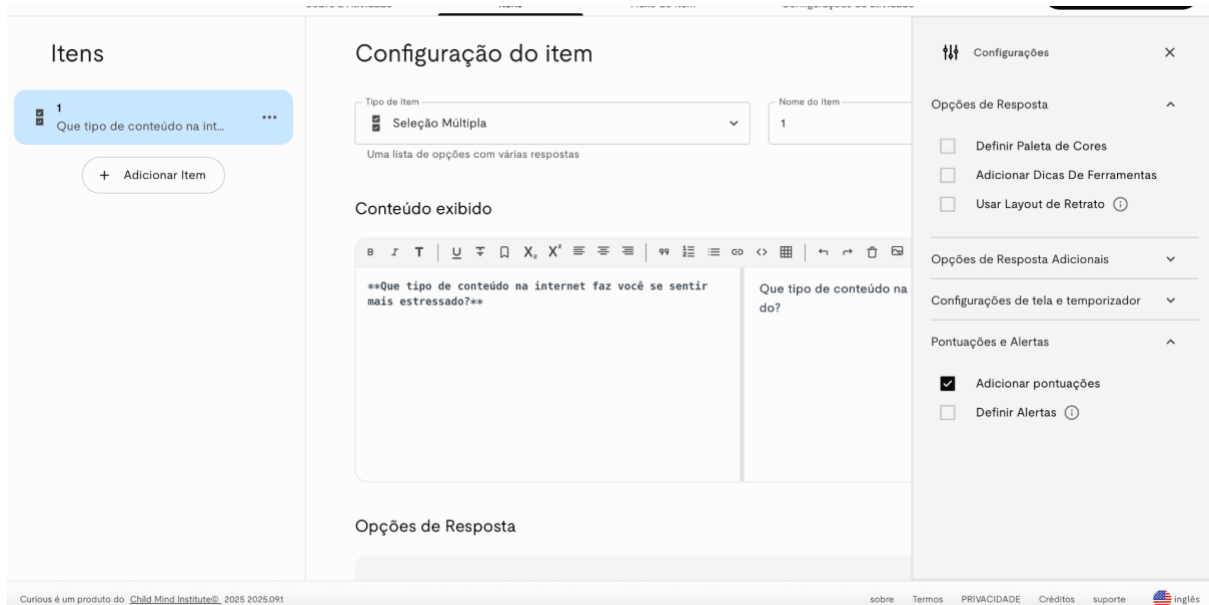 Itens
1
Que tipo de conteúdo na int...
+ Adicionar Item
Configuração do item
Tipo de Item
Seleção Múltipla
Uma lista de opções com várias respostas
Nome do Item
1
Conteúdo exibido
**Que tipo de conteúdo na internet faz você se sentir
mais estressado?**
Que tipo de conteúdo na
do?
Opções de Resposta
Configurações
Opções de Resposta
Definir Paleta de Cores
Adicionar Dicas De Ferramentas
Usar Layout de Retrato
Opções de Resposta Adicionais
Configurações de tela e temporizador
Pontuações e Alertas
Adicionar pontuações
Definir Alertas
Curious é um produto do Child Mind Institute© 2025 2025.09.1
sobre Termos PRIVACIDADE Créditos suporte inglês